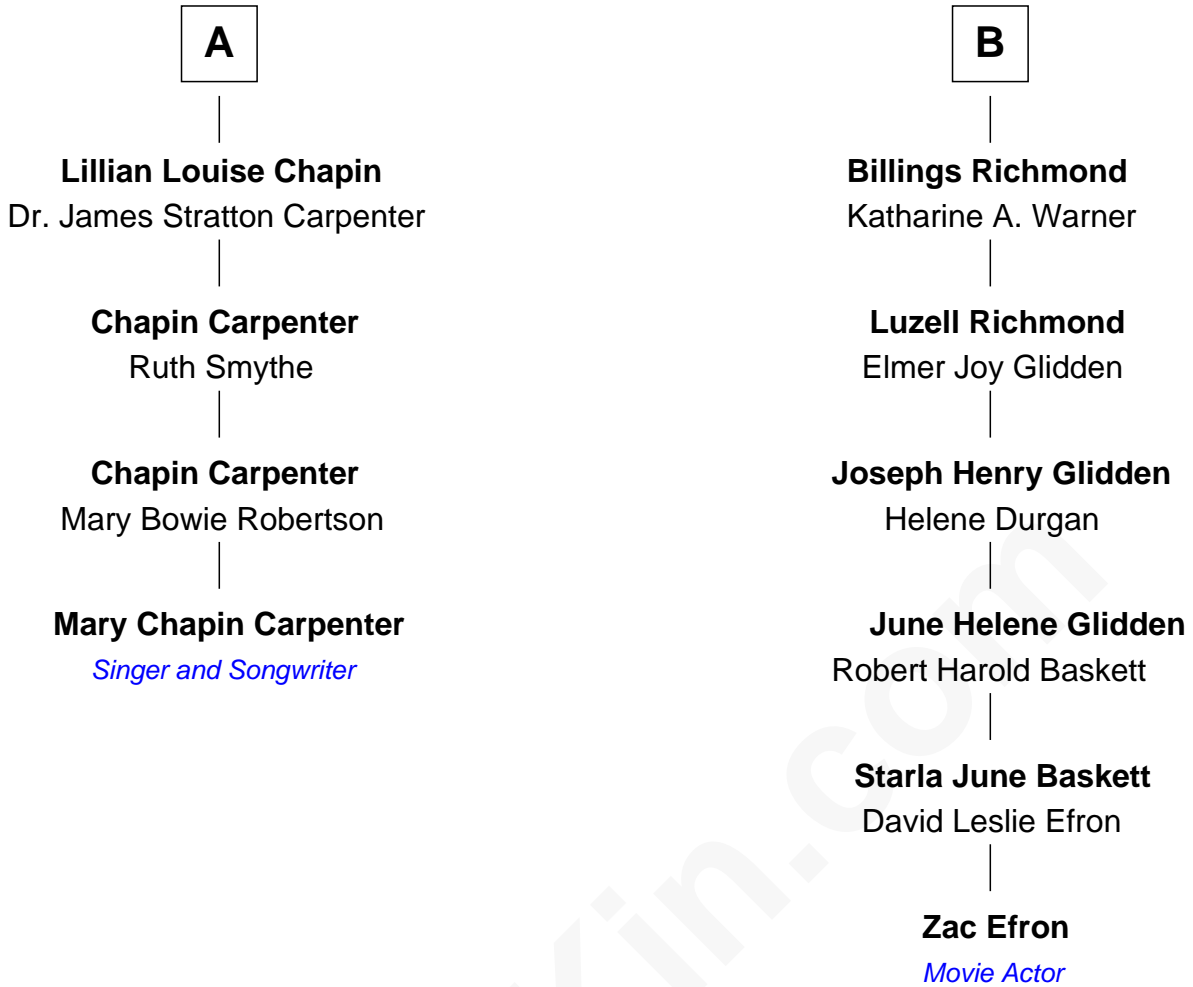 A
Lillian Louise Chapin
Dr. James Stratton Carpenter
Chapin Carpenter
Ruth Smythe
Chapin Carpenter
Mary Bowie Robertson
Mary Chapin Carpenter
Singer and Songwriter
B
Billings Richmond
Katharine A. Warner
Luzell Richmond
Elmer Joy Glidden
Joseph Henry Glidden
Helene Durgan
June Helene Glidden
Robert Harold Baskett
Starla June Baskett
David Leslie Efron
Zac Efron
Movie Actor
Kin.com